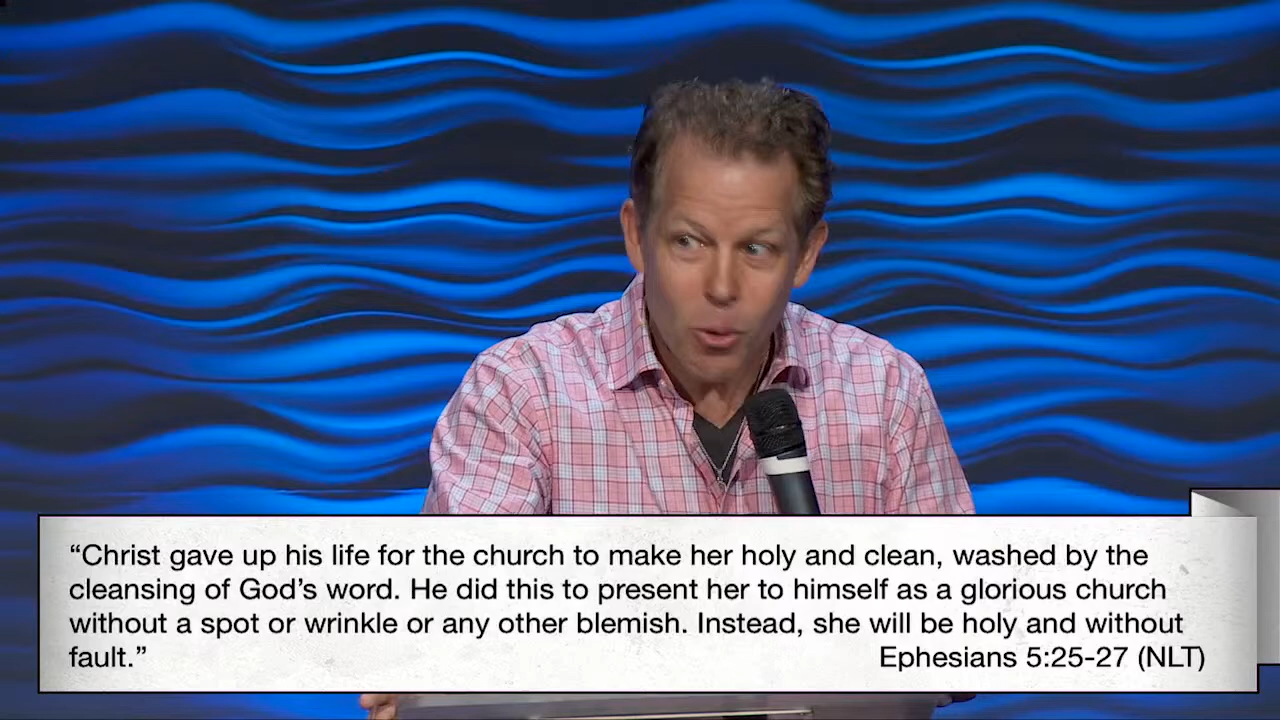 “Christ gave up his life for the church to make her holy and clean, washed by the
cleansing of God’s word. He did this to present her to himself as a glorious church
without a spot or wrinkle or any other blemish. Instead, she will be holy and without
fault.” Ephesians 5:25-27 (NLT)